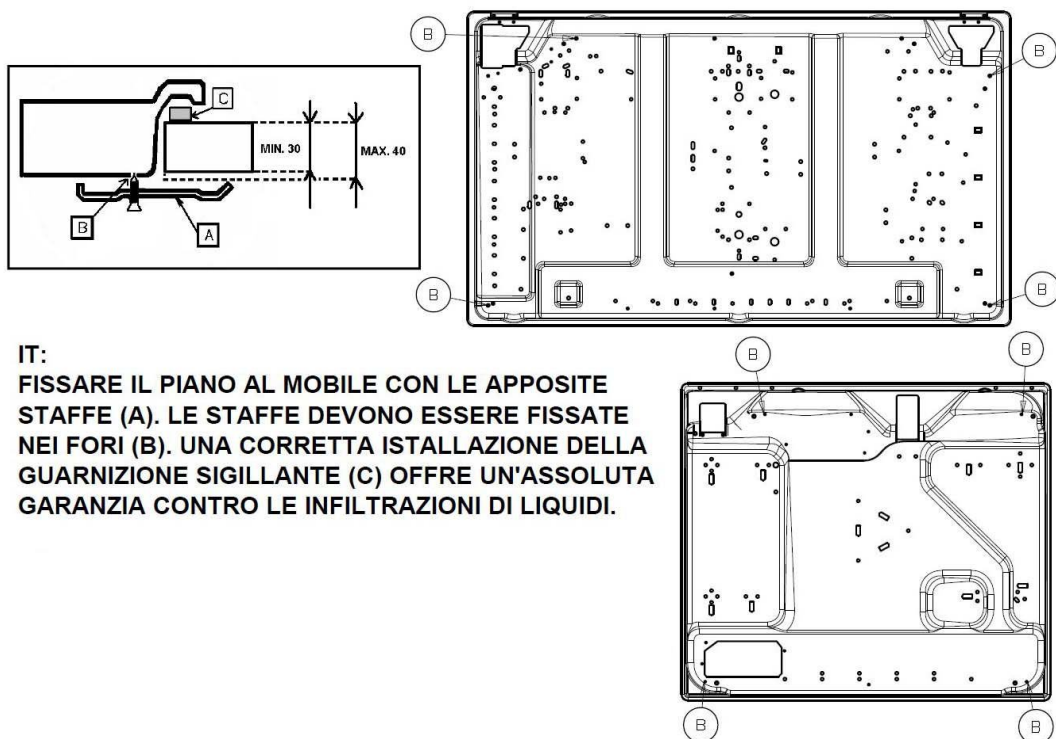 B
B
C
MIN. 30
MAX. 40
B
A
B
B
IT:
FISSARE IL PIANO AL MOBILE CON LE APPOSITE
STAFFE (A). LE STAFFE DEVONO ESSERE FISSATE
NEI FORI (B). UNA CORRETTA ISTALLAZIONE DELLA
GUARNIZIONE SIGILLANTE (C) OFFRE UN'ASSOLUTA
GARANZIA CONTRO LE INFILTRAZIONI DI LIQUIDI.
B
B
B
B